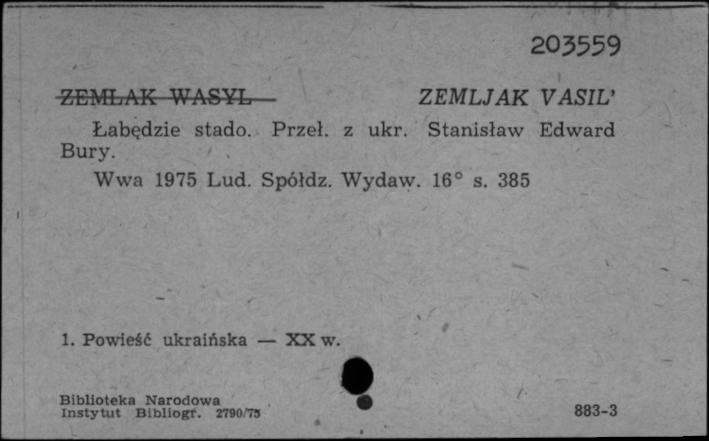 203559
ZEMLAK WASYL ZEMLJAK VASIL'
Łabędzie stado. Przeł. z ukr. Stanisław Edward
Bury.
Wwa 1975 Lud. Spółdz. Wydaw. 16° s. 385
1. Powieść ukraińska — XX w.
Biblioteka Narodowa
Instytut Bibliogr. 2790/75 883-3